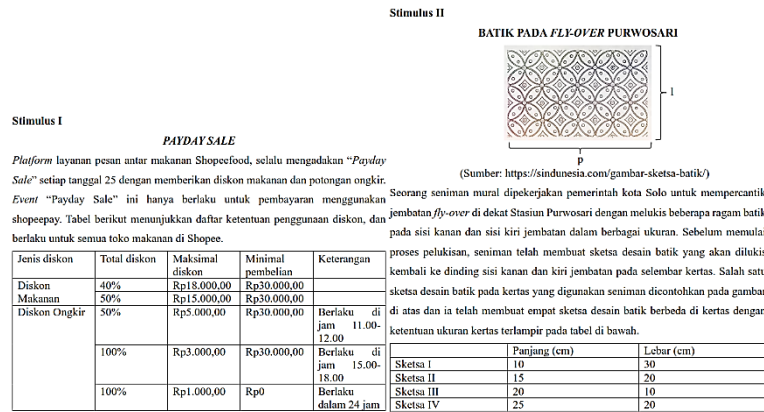 Stimulus I
PAYDAY SALE
Platform layanan pesan antar makanan Shopeefood, selalu mengadakan “Payday
Sale” setiap tanggal 25 dengan memberikan diskon makanan dan potongan ongkir.
Event “Payday Sale” ini hanya berlaku untuk pembayaran menggunakan
shopeepay. Tabel berikut menunjukkan daftar ketentuan penggunaan diskon, dan
berlaku untuk semua toko makanan di Shopee.
Jenis diskon Total diskon Maksimal diskon Minimal pembelian Keterangan
Diskon Makanan 40% Rp18.000,00 Rp30.000,00
50% Rp15.000,00 Rp30.000,00
Diskon Ongkir 50% Rp5.000,00 Rp30.000,00 Berlaku di jam 11.00-12.00
100% Rp3.000,00 Rp30.000,00 Berlaku di jam 15.00-18.00
100% Rp1.000,00 Rp0 Berlaku dalam 24 jam
Stimulus II
BATIK PADA FLY-OVER PURWOSARI
l
p
(Sumber: https://sindunesia.com/gambar-sketsa-batik/)
Seorang seniman mural dipekerjakan pemerintah kota Solo untuk mempercantik
jembatan fly-over di dekat Stasiun Purwosari dengan melukis beberapa ragam batik
pada sisi kanan dan sisi kiri jembatan dalam berbagai ukuran. Sebelum memulai
proses pelukisan, seniman telah membuat sketsa desain batik yang akan dilukis
kembali ke dinding sisi kanan dan kiri jembatan pada selembar kertas. Salah satu
sketsa desain batik pada kertas yang digunakan seniman dicontohkan pada gambar
di atas dan ia telah membuat empat sketsa desain batik berbeda di kertas dengan
ketentuan ukuran kertas terlampir pada tabel di bawah.
Panjang (cm) Lebar (cm)
Sketsa I 10 30
Sketsa II 15 20
Sketsa III 20 10
Sketsa IV 25 20